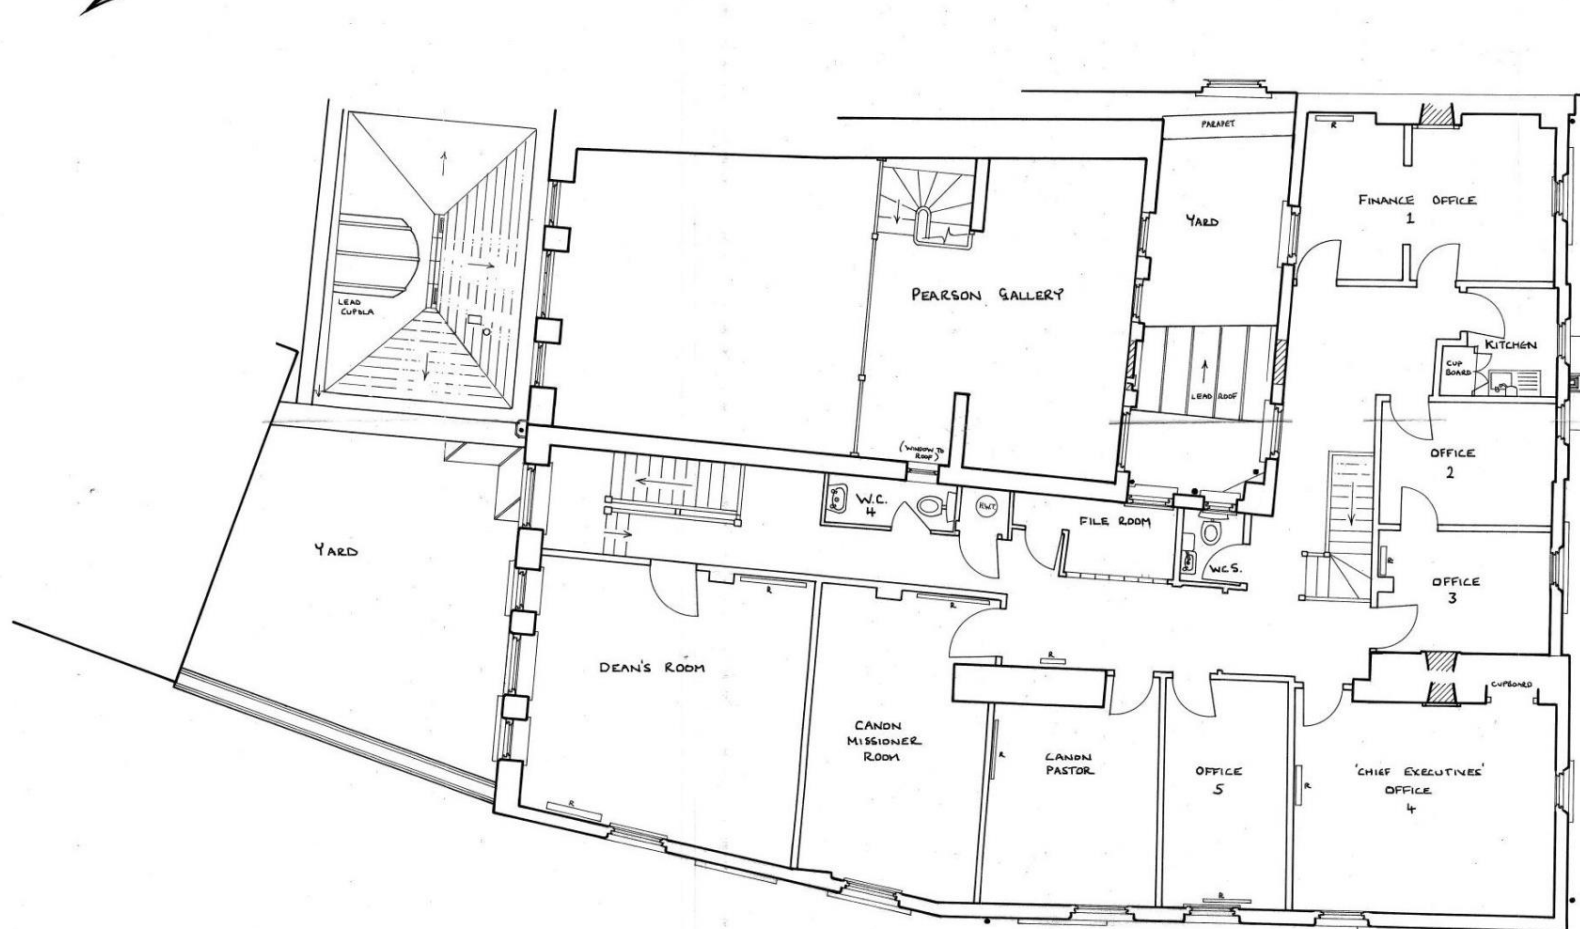 PARAPET
R
FINANCE OFFICE
1
YARD
LEAD
CUPOLA
PEARSON GALLERY
KITCHEN
CUP
BOARD
LEAD ROOF
(WINDOW TO
ROOF)
OFFICE
2
W.C.
4
FILE ROOM
W.C.5.
YARD
R
OFFICE
3
R
R
DEAN'S ROOM
R
CUPBOARD
CANON
MISSIONER
ROOM
R
CANON
PASTOR
OFFICE
5
R
'CHIEF EXECUTIVES'
OFFICE
4
R
R